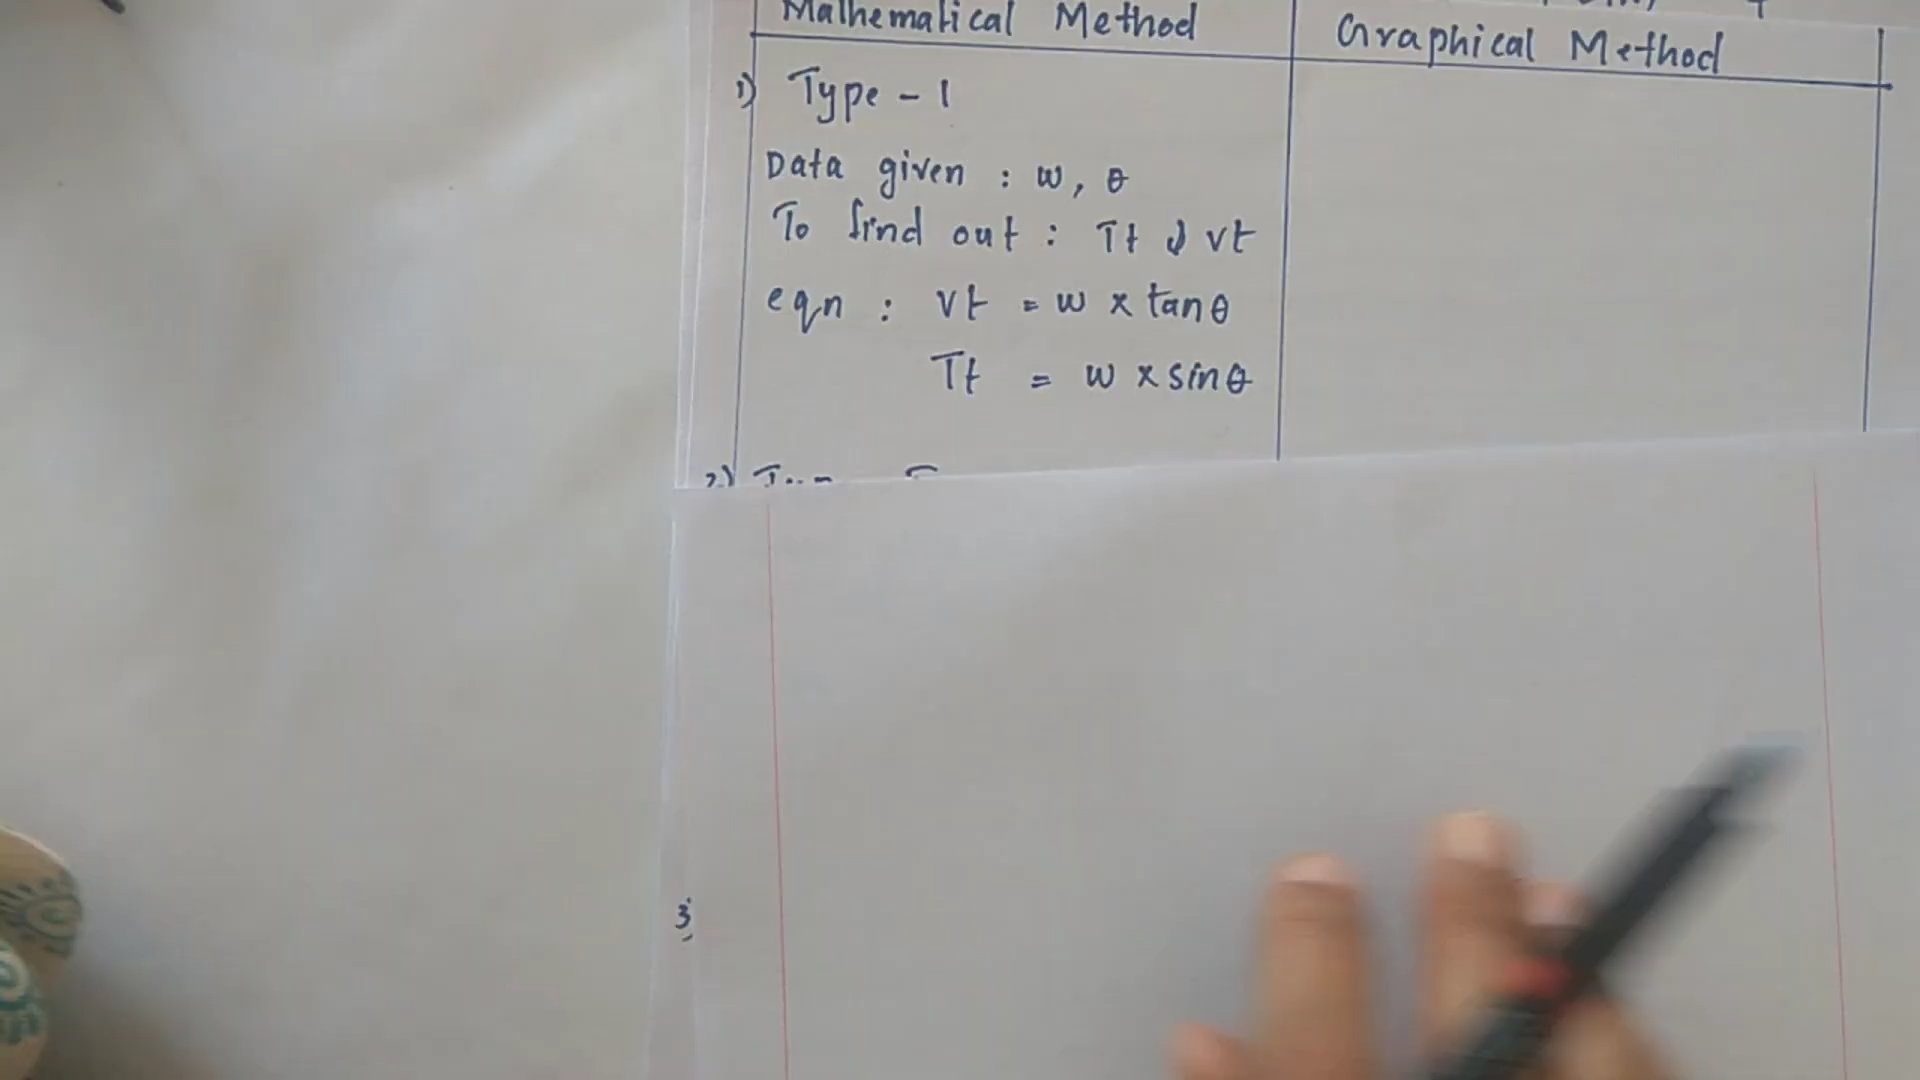 Mathematical Method
Graphical Method
1) Type - 1
Data given : w, θ
To find out : Tt & Vt
eqn : Vt = w x tanθ
Tt = w x sinθ
2)
3